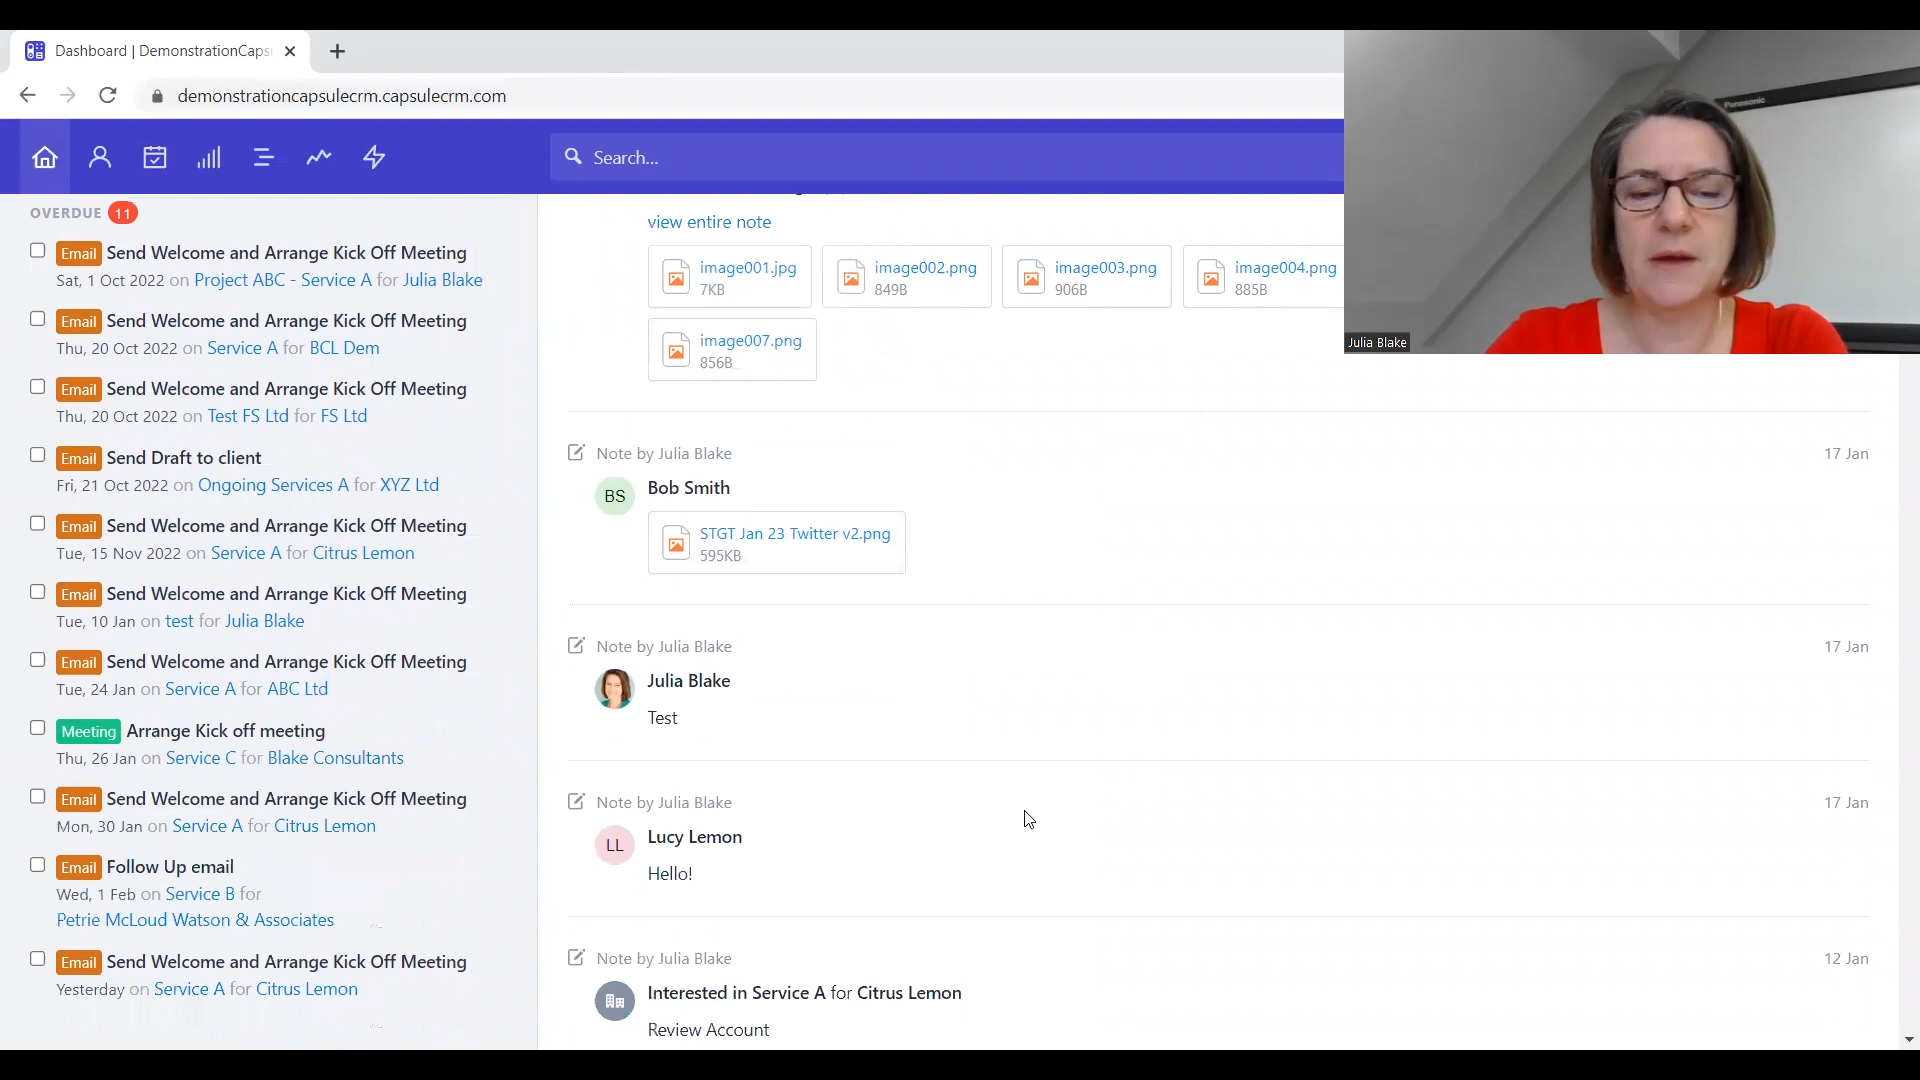 Dashboard | DemonstrationCaps
demonstrationcapsulecrm.capsulecrm.com
Search...
Panasonic
Julia Blake
OVERDUE 11
Email Send Welcome and Arrange Kick Off Meeting
Sat, 1 Oct 2022 on Project ABC - Service A for Julia Blake
Email Send Welcome and Arrange Kick Off Meeting
Thu, 20 Oct 2022 on Service A for BCL Dem
Email Send Welcome and Arrange Kick Off Meeting
Thu, 20 Oct 2022 on Test FS Ltd for FS Ltd
Email Send Draft to client
Fri, 21 Oct 2022 on Ongoing Services A for XYZ Ltd
Email Send Welcome and Arrange Kick Off Meeting
Tue, 15 Nov 2022 on Service A for Citrus Lemon
Email Send Welcome and Arrange Kick Off Meeting
Tue, 10 Jan on test for Julia Blake
Email Send Welcome and Arrange Kick Off Meeting
Tue, 24 Jan on Service A for ABC Ltd
Meeting Arrange Kick off meeting
Thu, 26 Jan on Service C for Blake Consultants
Email Send Welcome and Arrange Kick Off Meeting
Mon, 30 Jan on Service A for Citrus Lemon
Email Follow Up email
Wed, 1 Feb on Service B for
Petrie McLoud Watson & Associates
Email Send Welcome and Arrange Kick Off Meeting
Yesterday on Service A for Citrus Lemon
view entire note
image001.jpg
7KB
image002.png
849B
image003.png
906B
image004.png
885B
image007.png
856B
Note by Julia Blake 17 Jan
BS Bob Smith
STGT Jan 23 Twitter v2.png
595KB
Note by Julia Blake 17 Jan
Julia Blake
Test
Note by Julia Blake 17 Jan
LL Lucy Lemon
Hello!
Note by Julia Blake 12 Jan
Interested in Service A for Citrus Lemon
Review Account